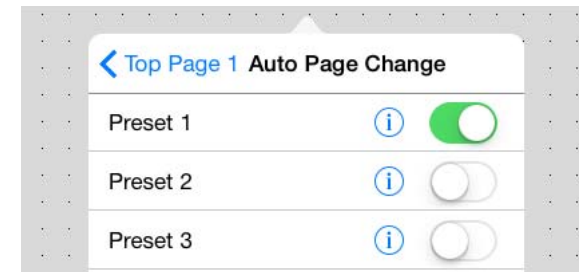 Top Page 1 Auto Page Change
Preset 1 i
Preset 2 i
Preset 3 i